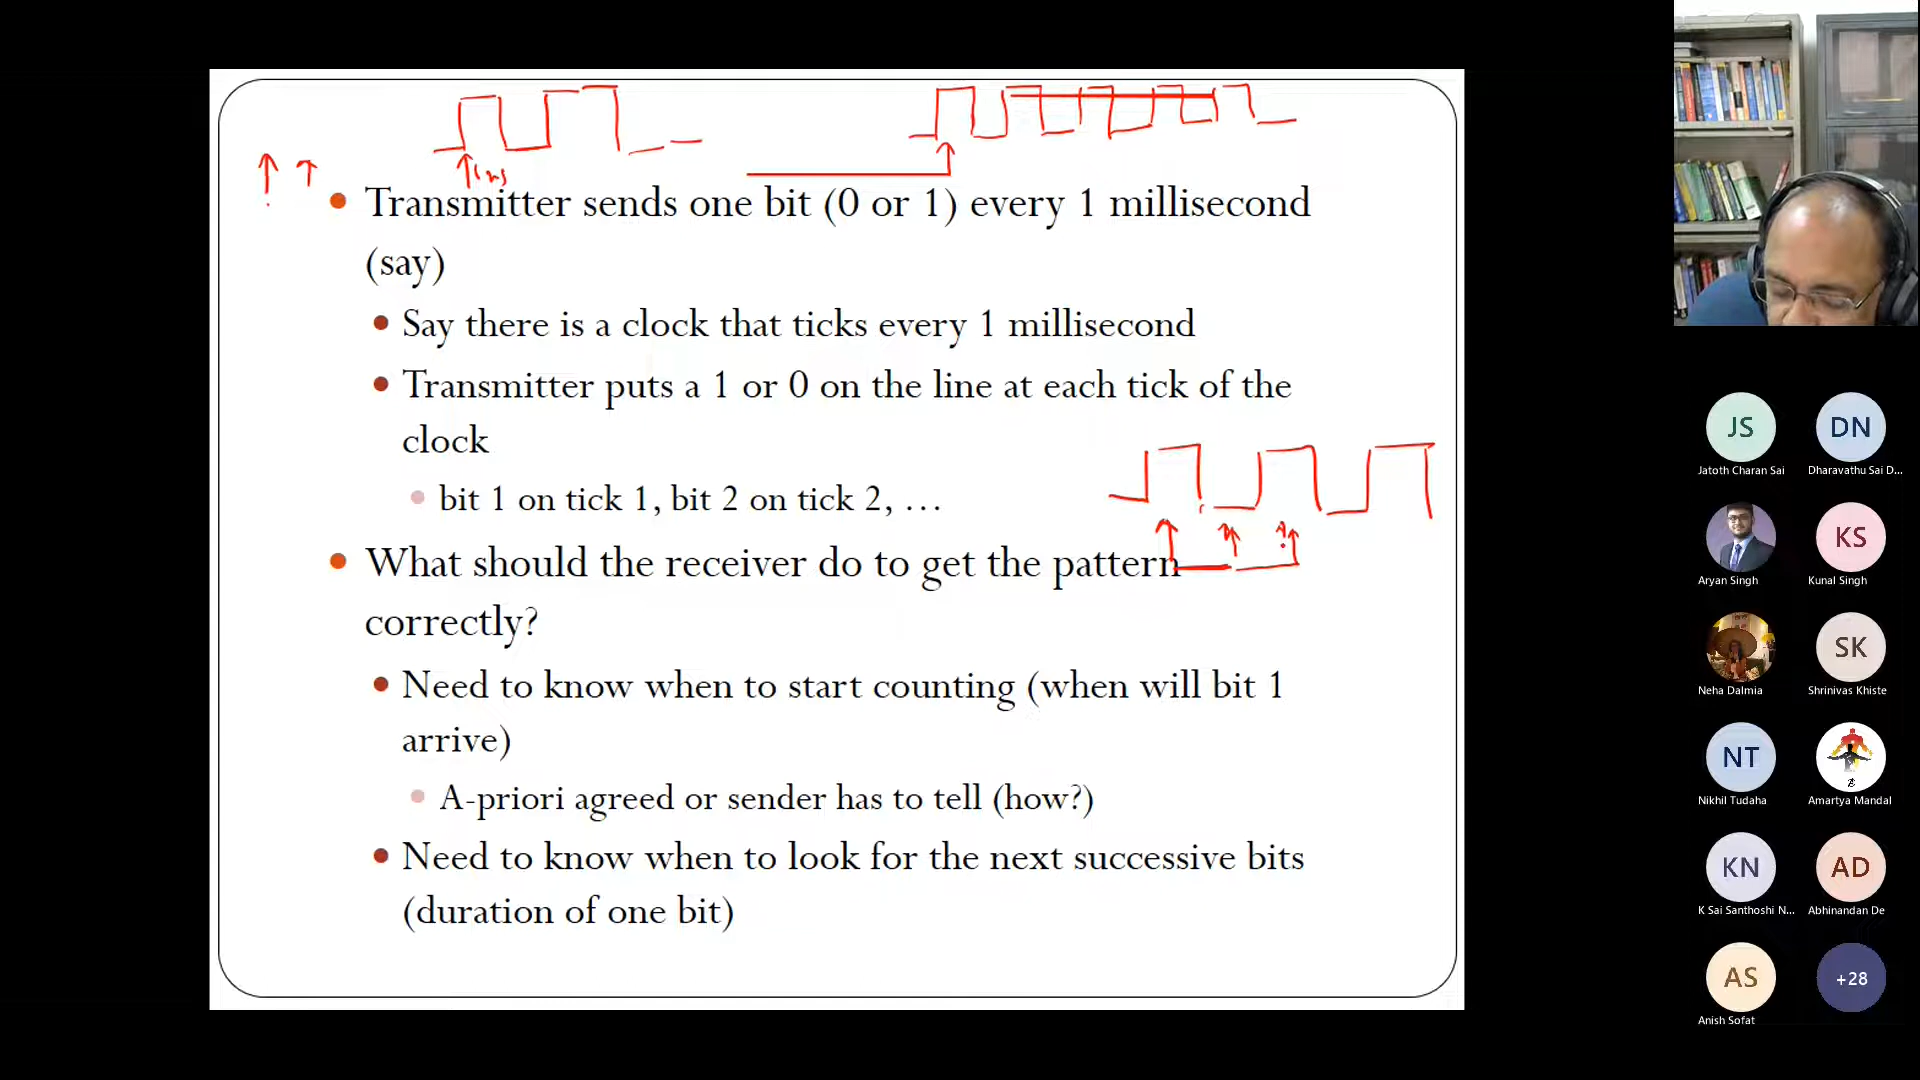 1ms
Transmitter sends one bit (0 or 1) every 1 millisecond
(say)
Say there is a clock that ticks every 1 millisecond
Transmitter puts a 1 or 0 on the line at each tick of the
clock
bit 1 on tick 1, bit 2 on tick 2, …
What should the receiver do to get the pattern
correctly?
Need to know when to start counting (when will bit 1
arrive)
A-priori agreed or sender has to tell (how?)
Need to know when to look for the next successive bits
(duration of one bit)
JS
DN
Jatoth Charan Sai
Dharavathu Sai D...
KS
Aryan Singh
Kunal Singh
SK
Neha Dalmia
Shrinivas Khiste
NT
Nikhil Tudaha
Amartya Mandal
KN
AD
K Sai Santhoshi N...
Abhinandan De
AS
+28
Anish Sofat